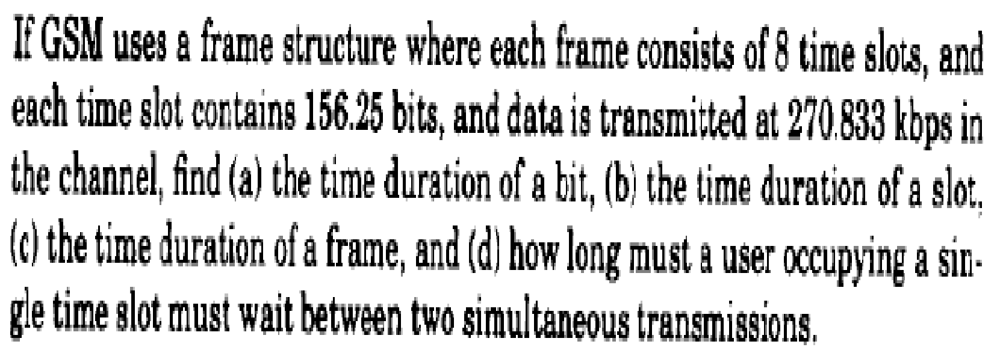 If GSM uses a frame structure where each frame consists of 8 time slots, and
each time slot contains 156.25 bits, and data is transmitted at 270.833 kbps in
the channel, find (a) the time duration of a bit, (b) the time duration of a slot,
(c) the time duration of a frame, and (d) how long must a user occupying a sin-
gle time slot must wait between two simultaneous transmissions.